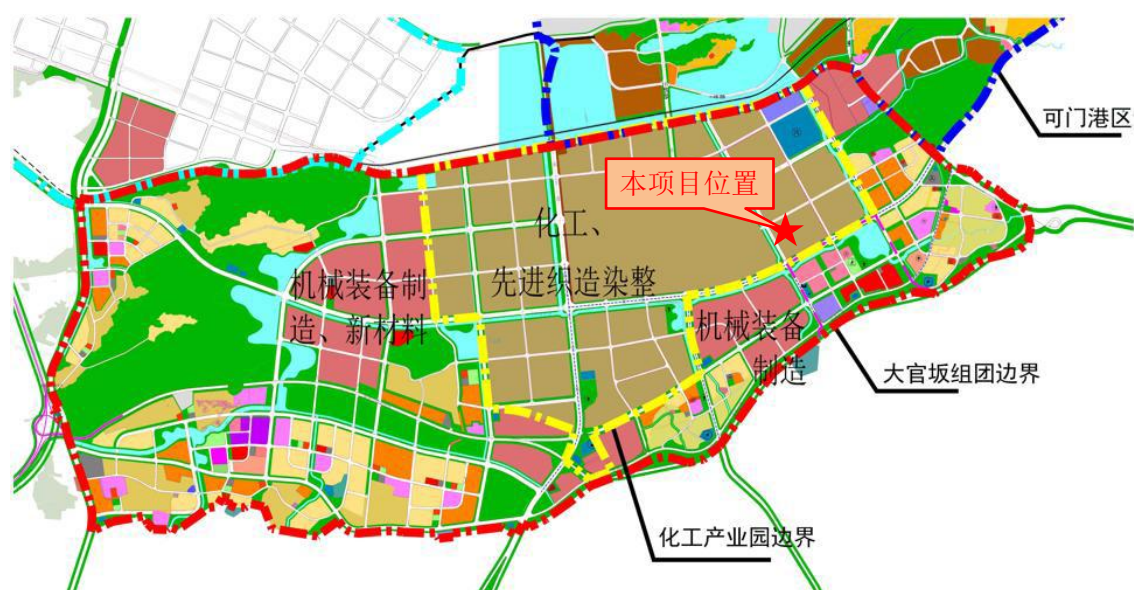 可门港区
本项目位置
化工、
先进织造染整
机械装备制
造、新材料
机械装备
制造
大官坂组团边界
化工产业园边界